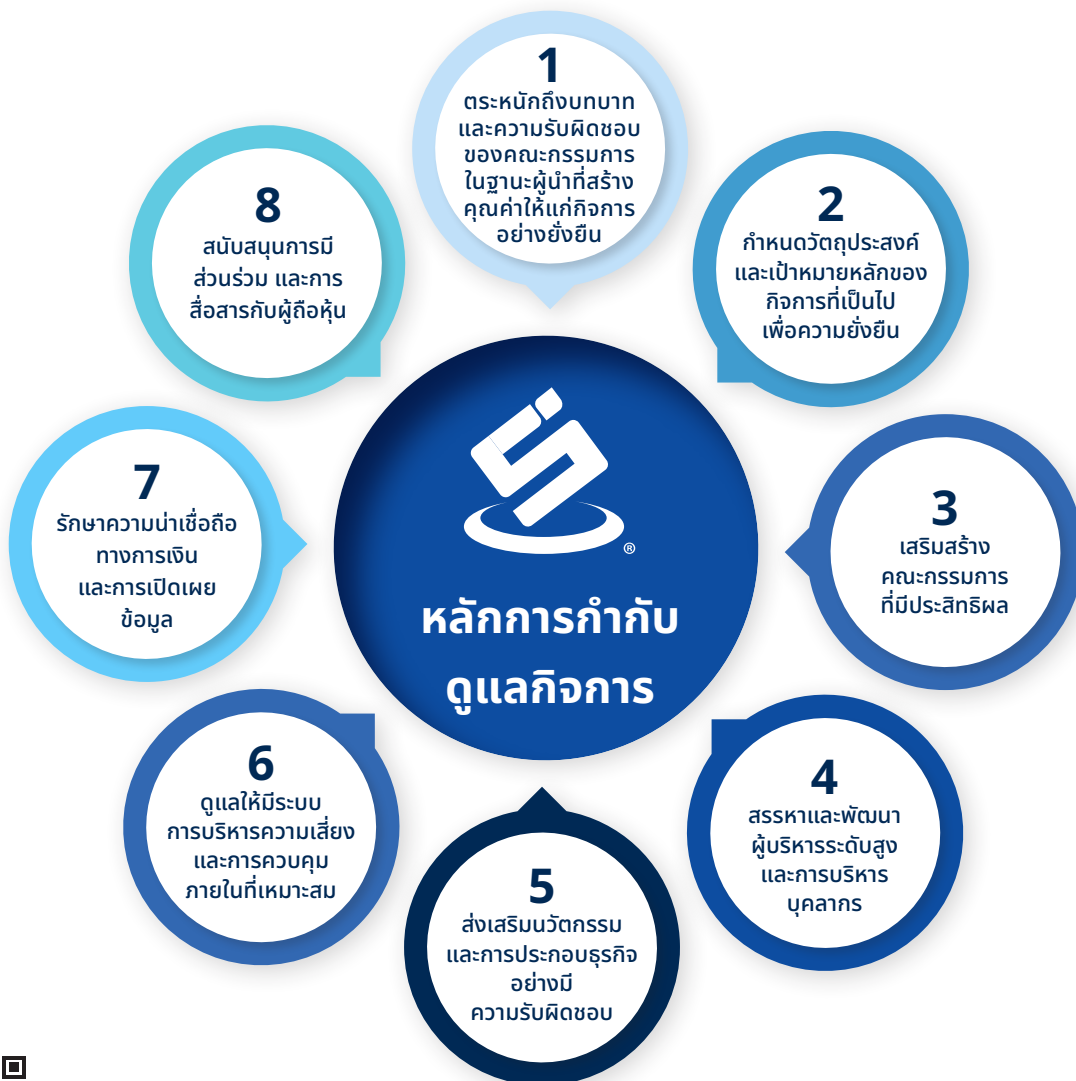 1
ตระหนักถึงบทบาท
และความรับผิดชอบ
ของคณะกรรมการ
ในฐานะผู้นำที่สร้าง
คุณค่าให้แก่กิจการ
อย่างยั่งยืน
2
กำหนดวัตถุประสงค์
และเป้าหมายหลักของ
กิจการที่เป็นไป
เพื่อความยั่งยืน
3
เสริมสร้าง
คณะกรรมการ
ที่มีประสิทธิผล
4
สรรหาและพัฒนา
ผู้บริหารระดับสูง
และการบริหาร
บุคลากร
5
ส่งเสริมนวัตกรรม
และการประกอบธุรกิจ
อย่างมี
ความรับผิดชอบ
6
ดูแลให้มีระบบ
การบริหารความเสี่ยง
และการควบคุม
ภายในที่เหมาะสม
7
รักษาความน่าเชื่อถือ
ทางการเงิน
และการเปิดเผย
ข้อมูล
8
สนับสนุนการมี
ส่วนร่วม และการ
สื่อสารกับผู้ถือหุ้น
®
หลักการกำกับ
ดูแลกิจการ